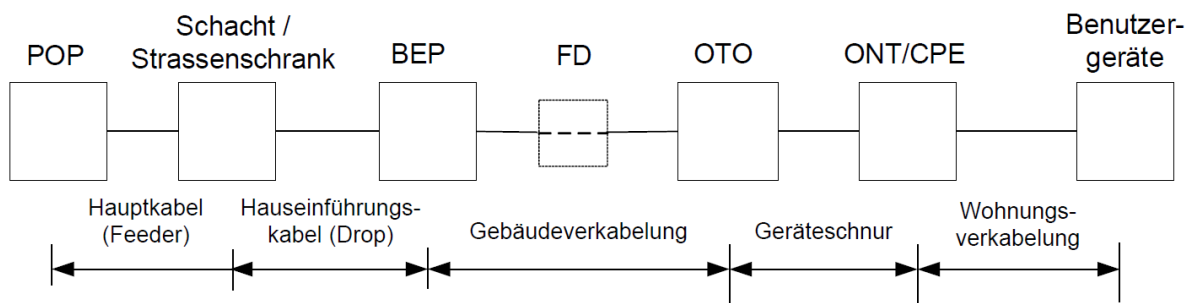 POP
Schacht /
Strassenschrank
BEP
FD
OTO
ONT/CPE
Benutzer-
geräte
Hauptkabel
(Feeder)
Hauseinführungs-
kabel (Drop)
Gebäudeverkabelung
Geräteschnur
Wohnungs-
verkabelung